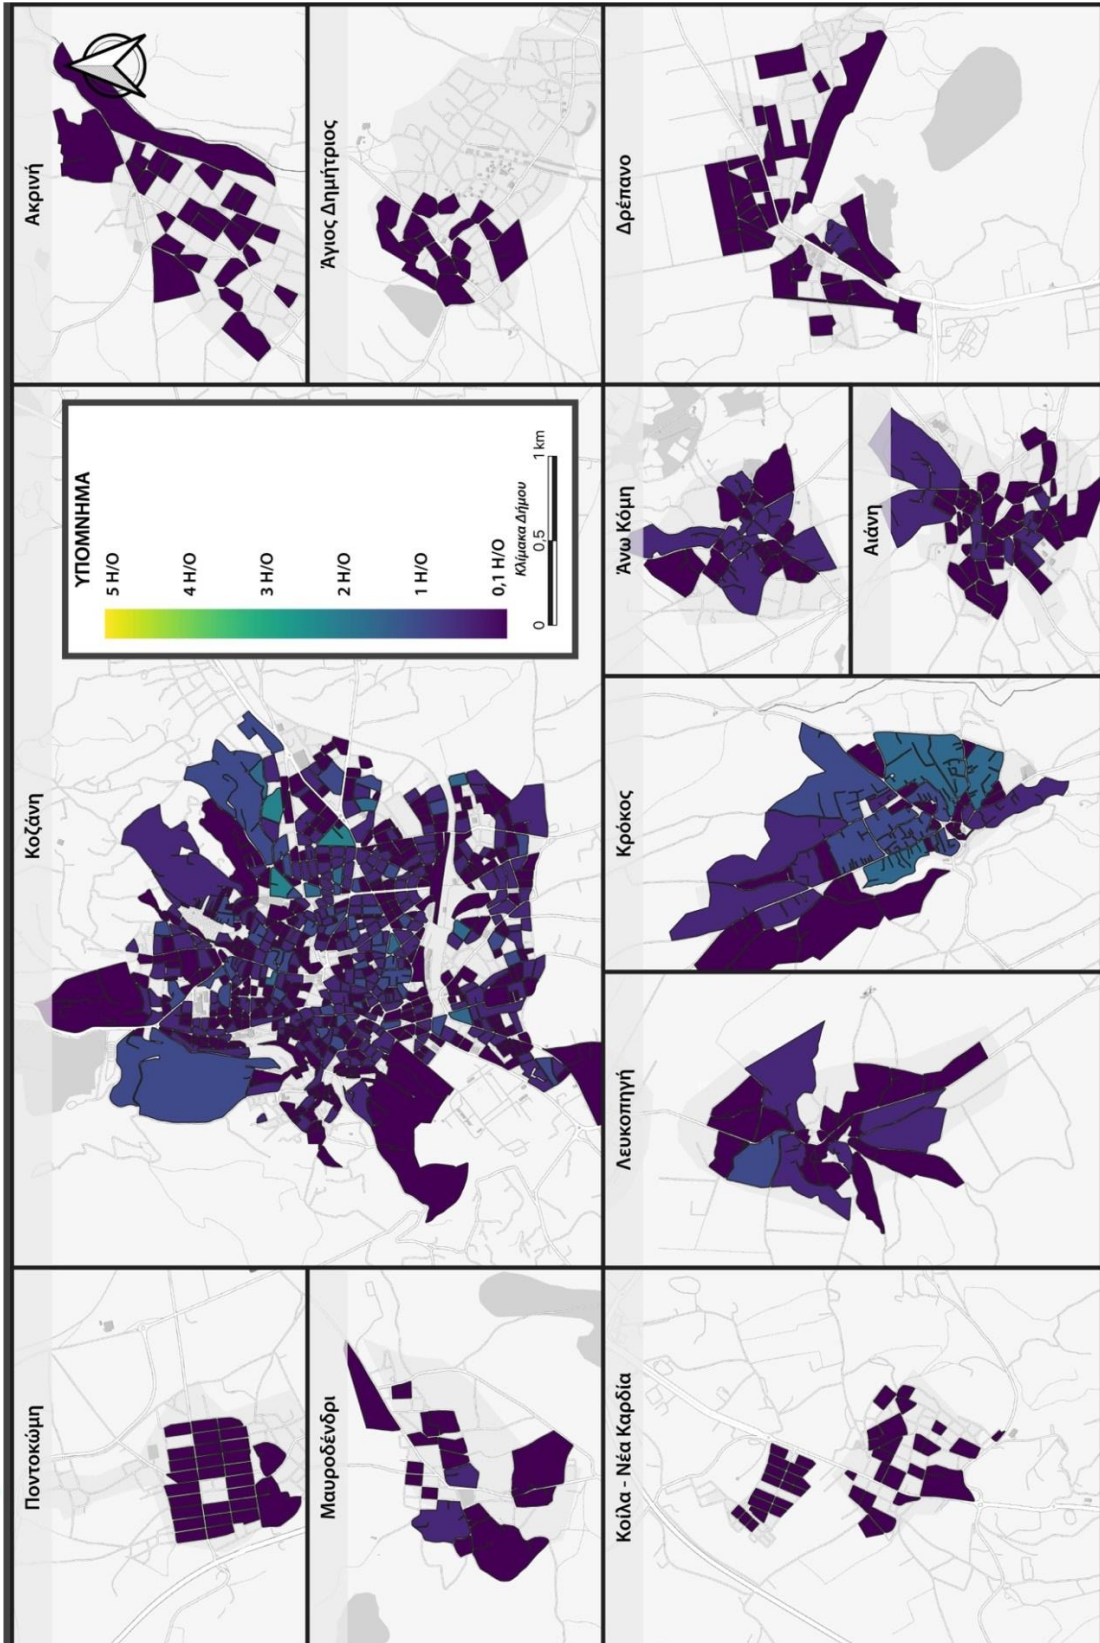 Ποντοκώμη
Κοζάνη
Ακρινή
ΥΠΟΜΝΗΜΑ
5 Η/Ο
4 Η/Ο
3 Η/Ο
2 Η/Ο
1 Η/Ο
0,1 Η/Ο
Κλίμακα Δήμου
0 0,5 1 km
Μαυροδένδρι
Άγιος Δημήτριος
Κοίλα - Νέα Καρδία
Λευκοπηγή
Κρόκος
Άνω Κόμη
Αιάνη
Δρέπανο